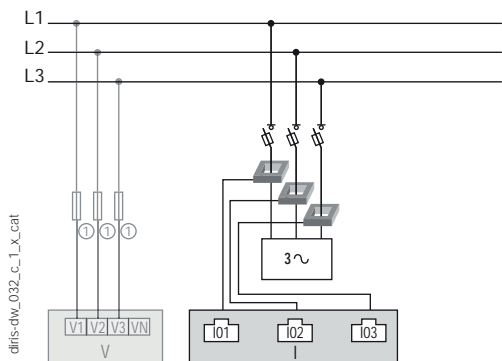 L1
L2
L3
① ① ①
3∿
V1 V2 V3 VN
V
I01 I02 I03
I
diris-dw_032_c_1_x_cat